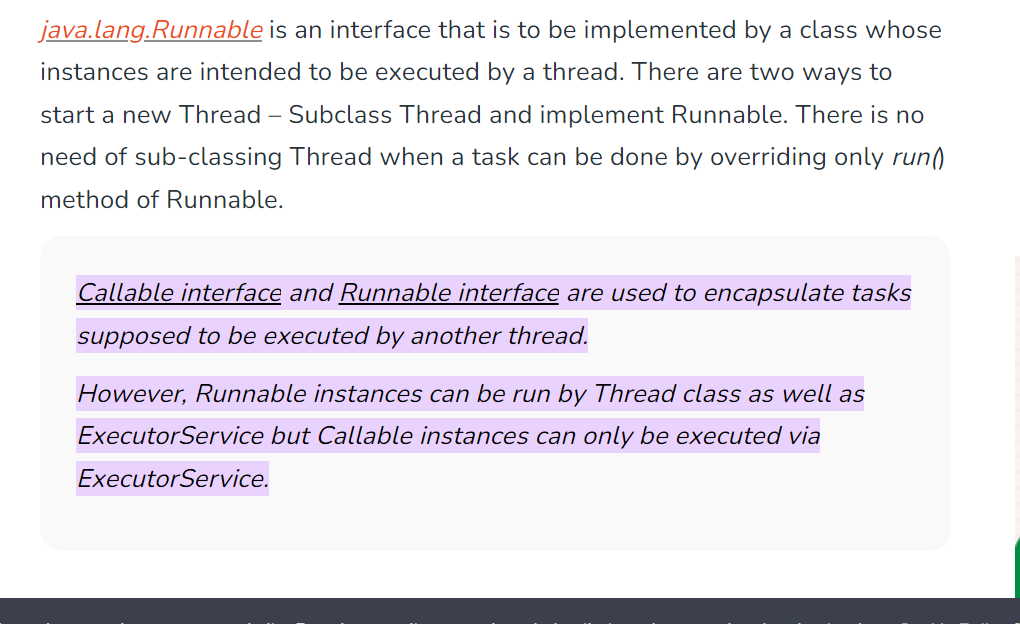 java.lang.Runnable is an interface that is to be implemented by a class whose
instances are intended to be executed by a thread. There are two ways to
start a new Thread – Subclass Thread and implement Runnable. There is no
need of sub-classing Thread when a task can be done by overriding only run()
method of Runnable.
Callable interface and Runnable interface are used to encapsulate tasks
supposed to be executed by another thread.
However, Runnable instances can be run by Thread class as well as
ExecutorService but Callable instances can only be executed via
ExecutorService.